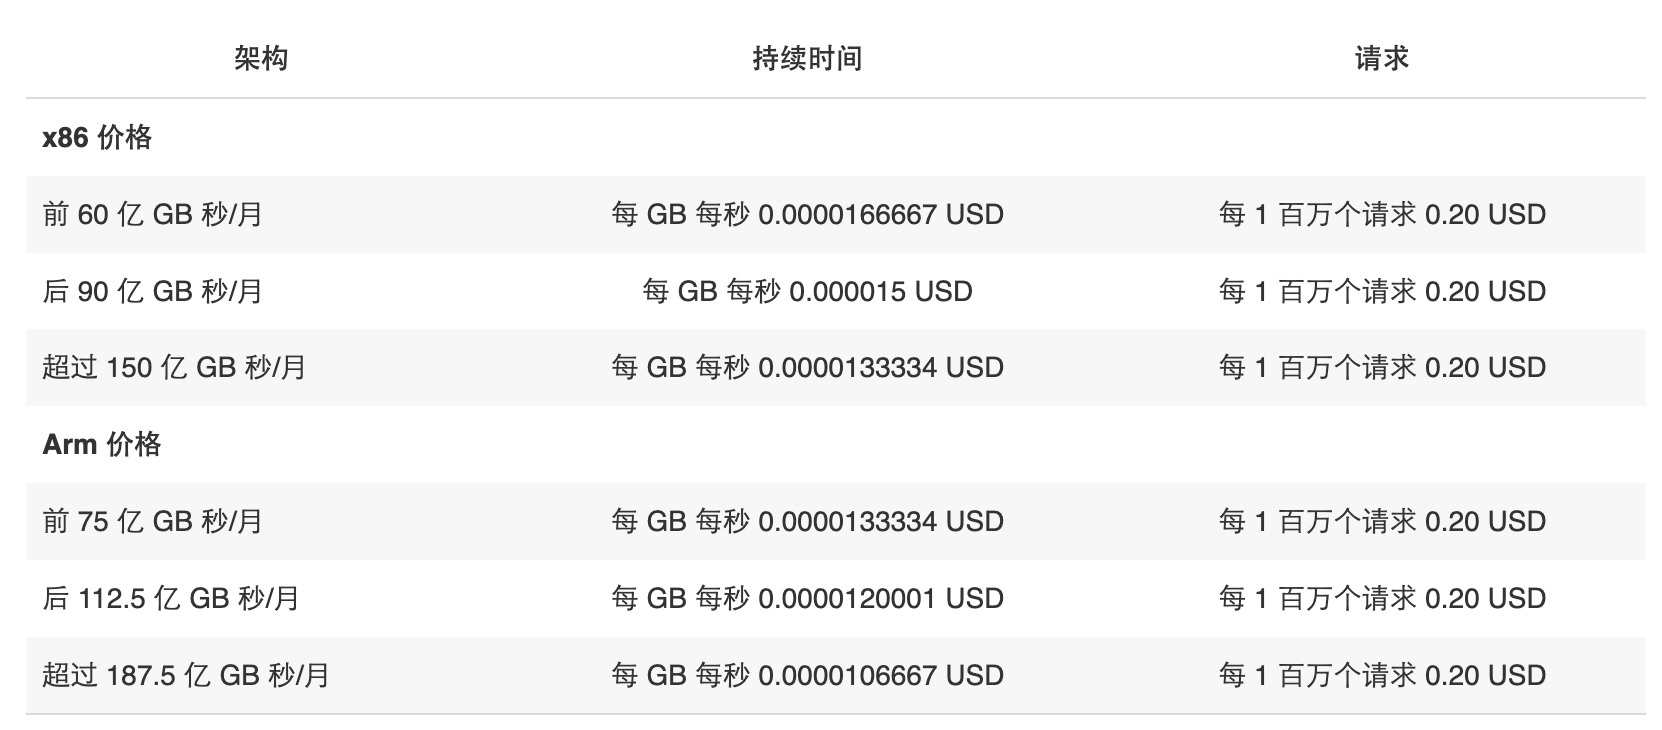 架构 持续时间 请求
x86 价格
前 60 亿 GB 秒/月 每 GB 每秒 0.0000166667 USD 每 1 百万个请求 0.20 USD
后 90 亿 GB 秒/月 每 GB 每秒 0.000015 USD 每 1 百万个请求 0.20 USD
超过 150 亿 GB 秒/月 每 GB 每秒 0.0000133334 USD 每 1 百万个请求 0.20 USD
Arm 价格
前 75 亿 GB 秒/月 每 GB 每秒 0.0000133334 USD 每 1 百万个请求 0.20 USD
后 112.5 亿 GB 秒/月 每 GB 每秒 0.0000120001 USD 每 1 百万个请求 0.20 USD
超过 187.5 亿 GB 秒/月 每 GB 每秒 0.0000106667 USD 每 1 百万个请求 0.20 USD